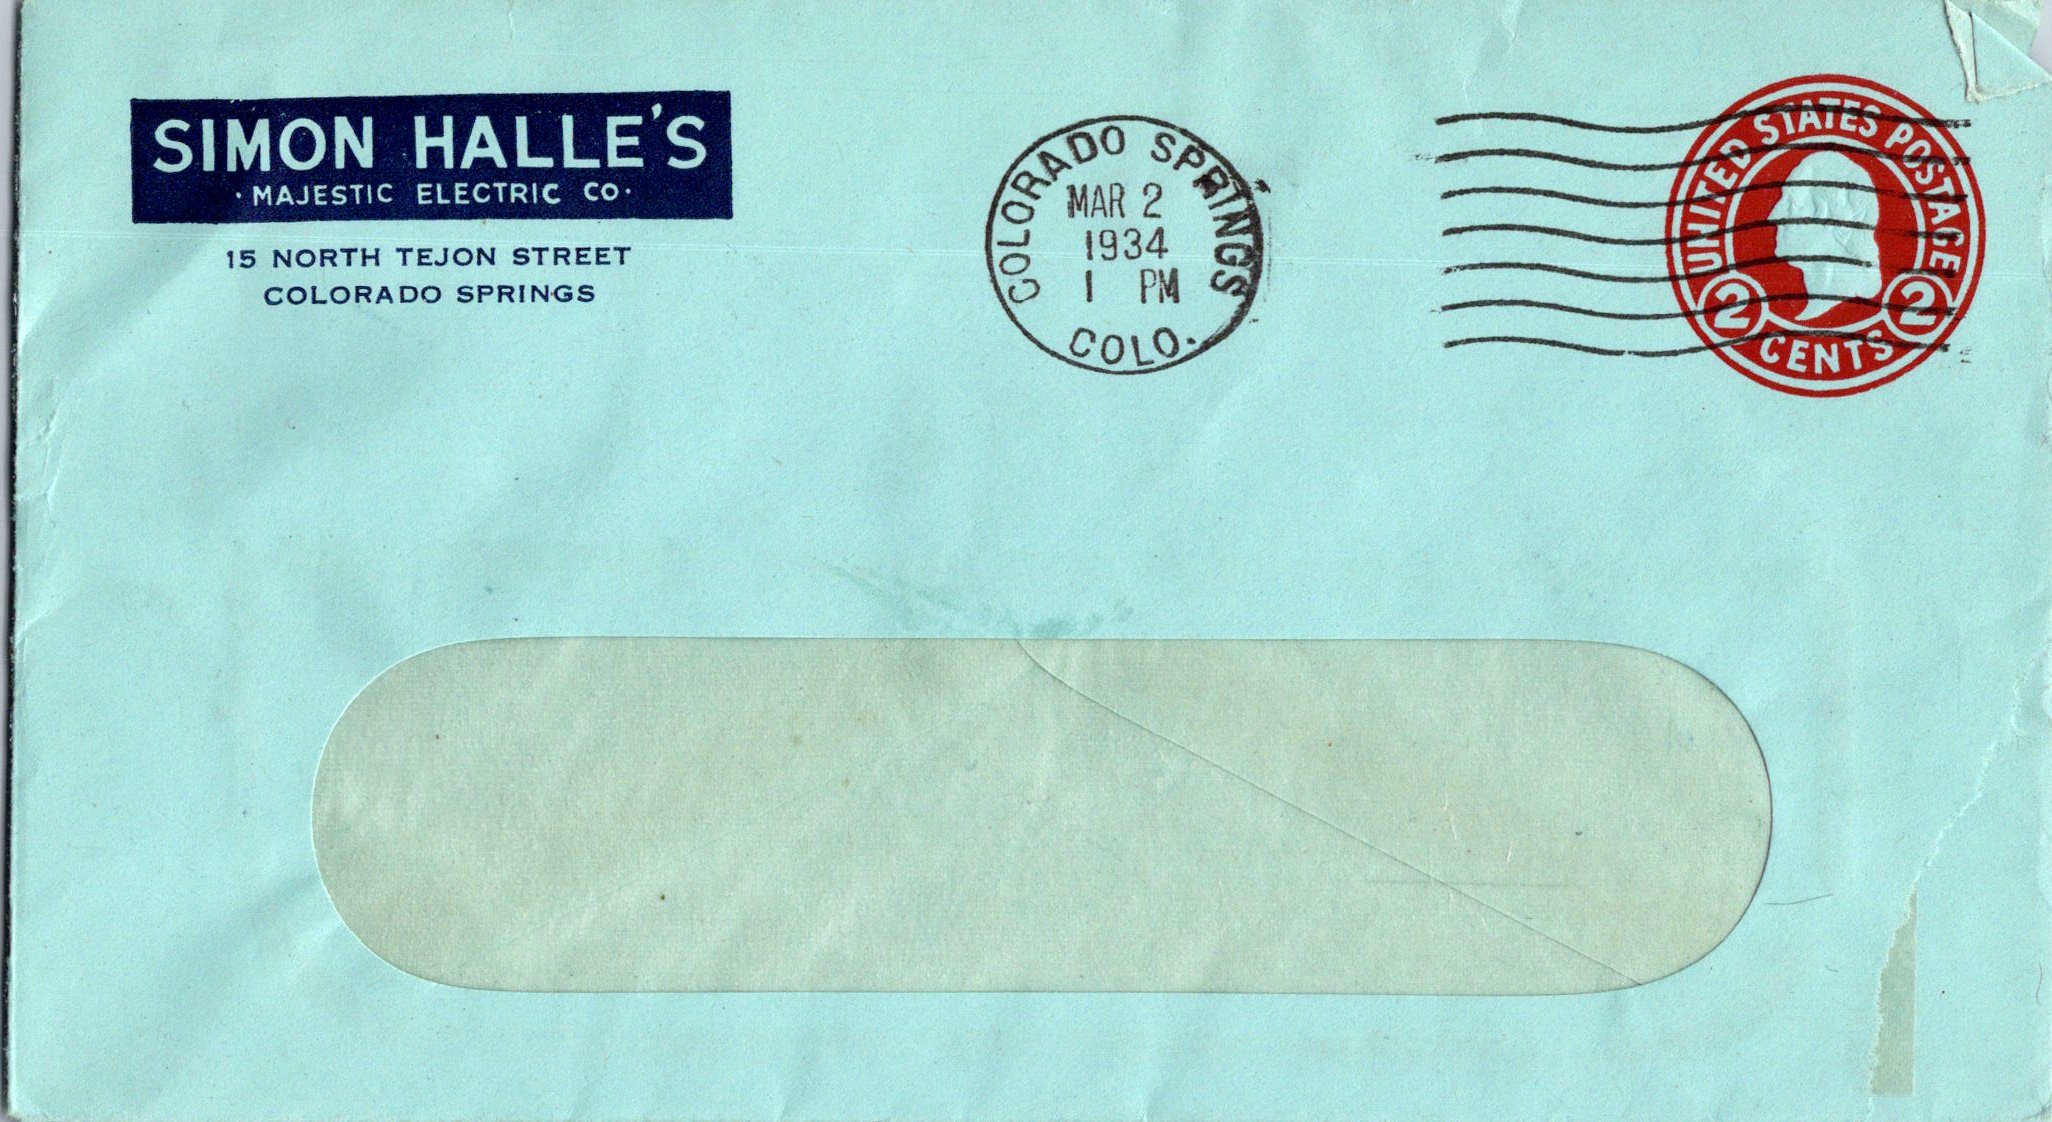 SIMON HALLE'S
· MAJESTIC ELECTRIC CO ·
15 NORTH TEJON STREET
COLORADO SPRINGS
COLORADO SPRINGS
MAR 2
1934
1 PM
COLO.
UNITED STATES POSTAGE
2 2
CENTS